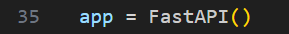 35 app = FastAPI()